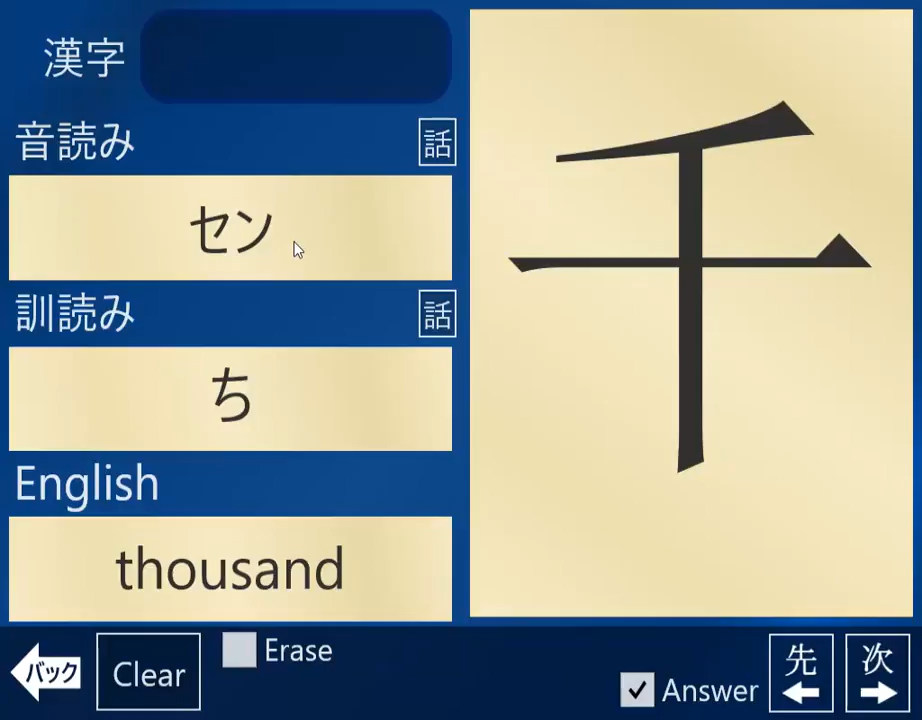 漢字
音読み 話
セン
訓読み 話
ち
English
thousand
千
バック Clear Erase Answer 先 次